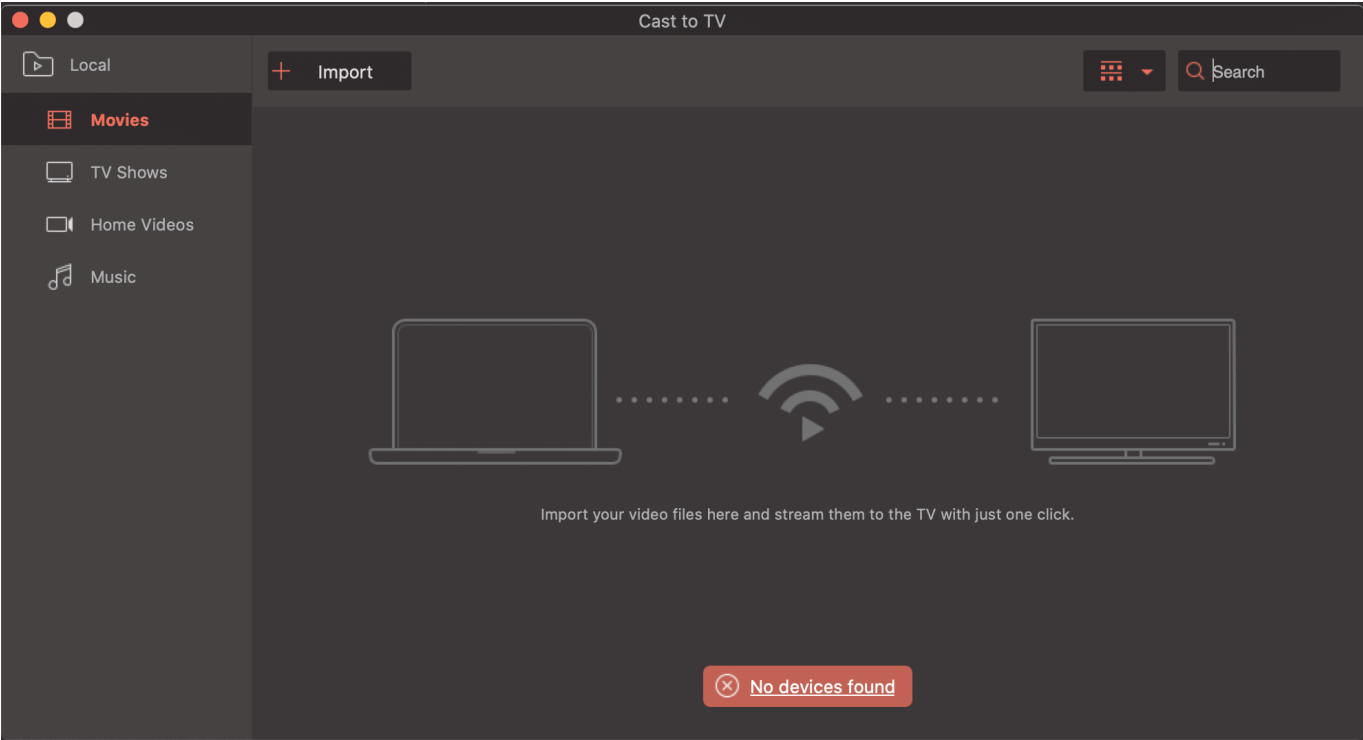 Cast to TV
Local
Import
Search
Movies
TV Shows
Home Videos
Music
Import your video files here and stream them to the TV with just one click.
No devices found